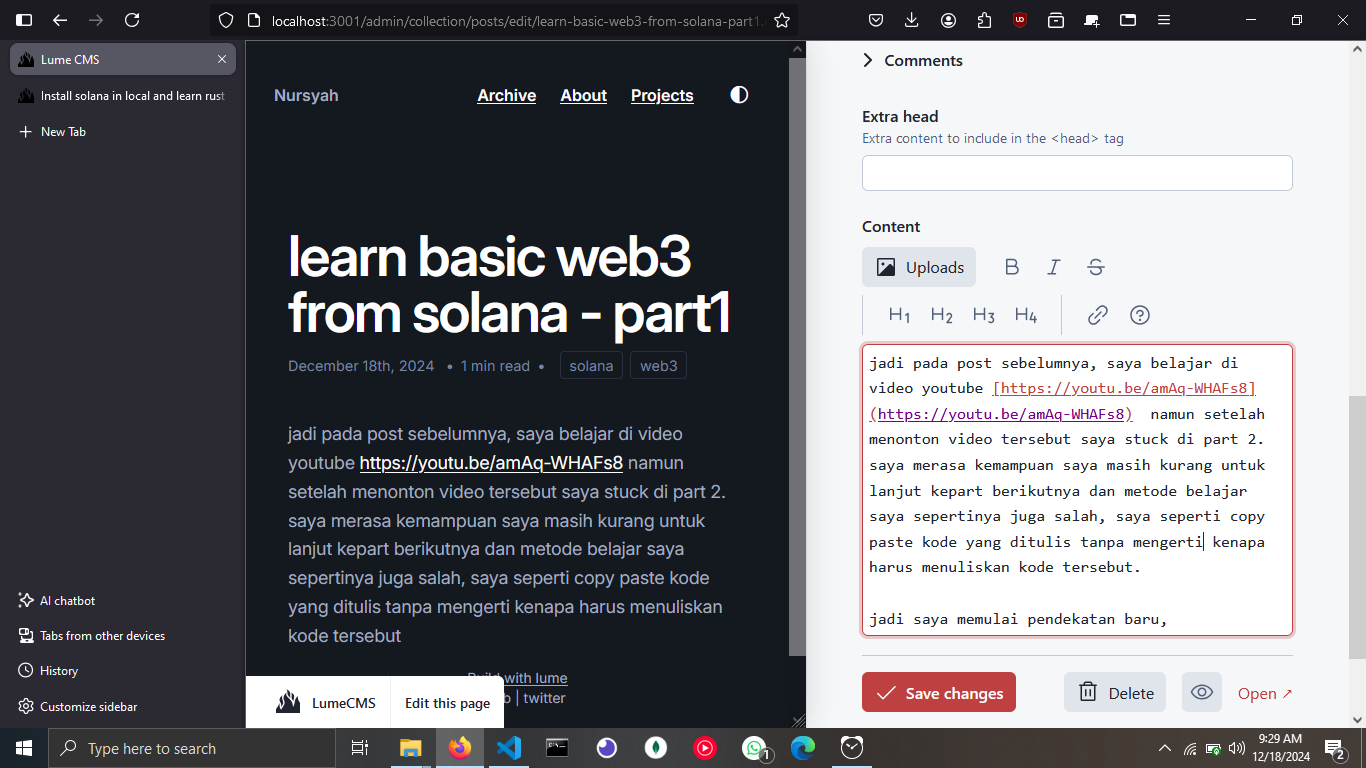 localhost:3001/admin/collection/posts/edit/learn-basic-web3-from-solana-part1.
Lume CMS
Install solana in local and learn rust
New Tab
AI chatbot
Tabs from other devices
History
Customize sidebar
Nursyah
Archive About Projects
learn basic web3
from solana - part1
December 18th, 2024 • 1 min read • solana web3
jadi pada post sebelumnya, saya belajar di video
youtube https://youtu.be/amAq-WHAFs8 namun
setelah menonton video tersebut saya stuck di part 2.
saya merasa kemampuan saya masih kurang untuk
lanjut kepart berikutnya dan metode belajar saya
sepertinya juga salah, saya seperti copy paste kode
yang ditulis tanpa mengerti kenapa harus menuliskan
kode tersebut
Build with lume
| twitter
LumeCMS Edit this page
Comments
Extra head
Extra content to include in the <head> tag
Content
Uploads B I S
H1 H2 H3 H4
jadi pada post sebelumnya, saya belajar di
video youtube [https://youtu.be/amAq-WHAFs8]
(https://youtu.be/amAq-WHAFs8)  namun setelah
menonton video tersebut saya stuck di part 2.
saya merasa kemampuan saya masih kurang untuk
lanjut kepart berikutnya dan metode belajar
saya sepertinya juga salah, saya seperti copy
paste kode yang ditulis tanpa mengerti kenapa
harus menuliskan kode tersebut.
jadi saya memulai pendekatan baru,
Save changes Delete Open ↗
Type here to search
1
9:29 AM
12/18/2024
2